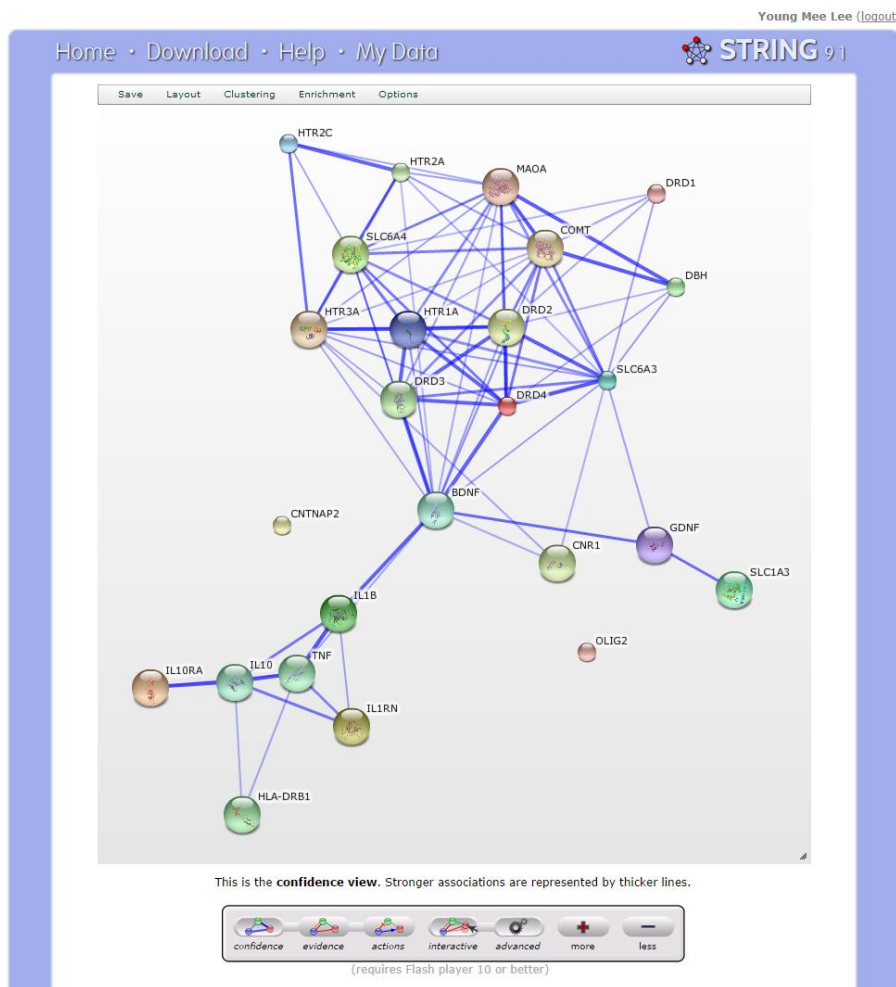 Young Mee Lee (logout
Home · Download · Help · My Data STRING 9.1
Save Layout Clustering Enrichment Options
HTR2C
HTR2A
MAOA
DRD1
SLC6A4
COMT
DBH
HTR3A
HTR1A
DRD2
SLC6A3
DRD3
DRD4
BDNF
CNTNAP2
GDNF
CNR1
SLC1A3
IL1B
OLIG2
TNF
IL10
IL10RA
IL1RN
HLA-DRB1
This is the confidence view. Stronger associations are represented by thicker lines.
confidence evidence actions interactive advanced more less
(requires Flash player 10 or better)